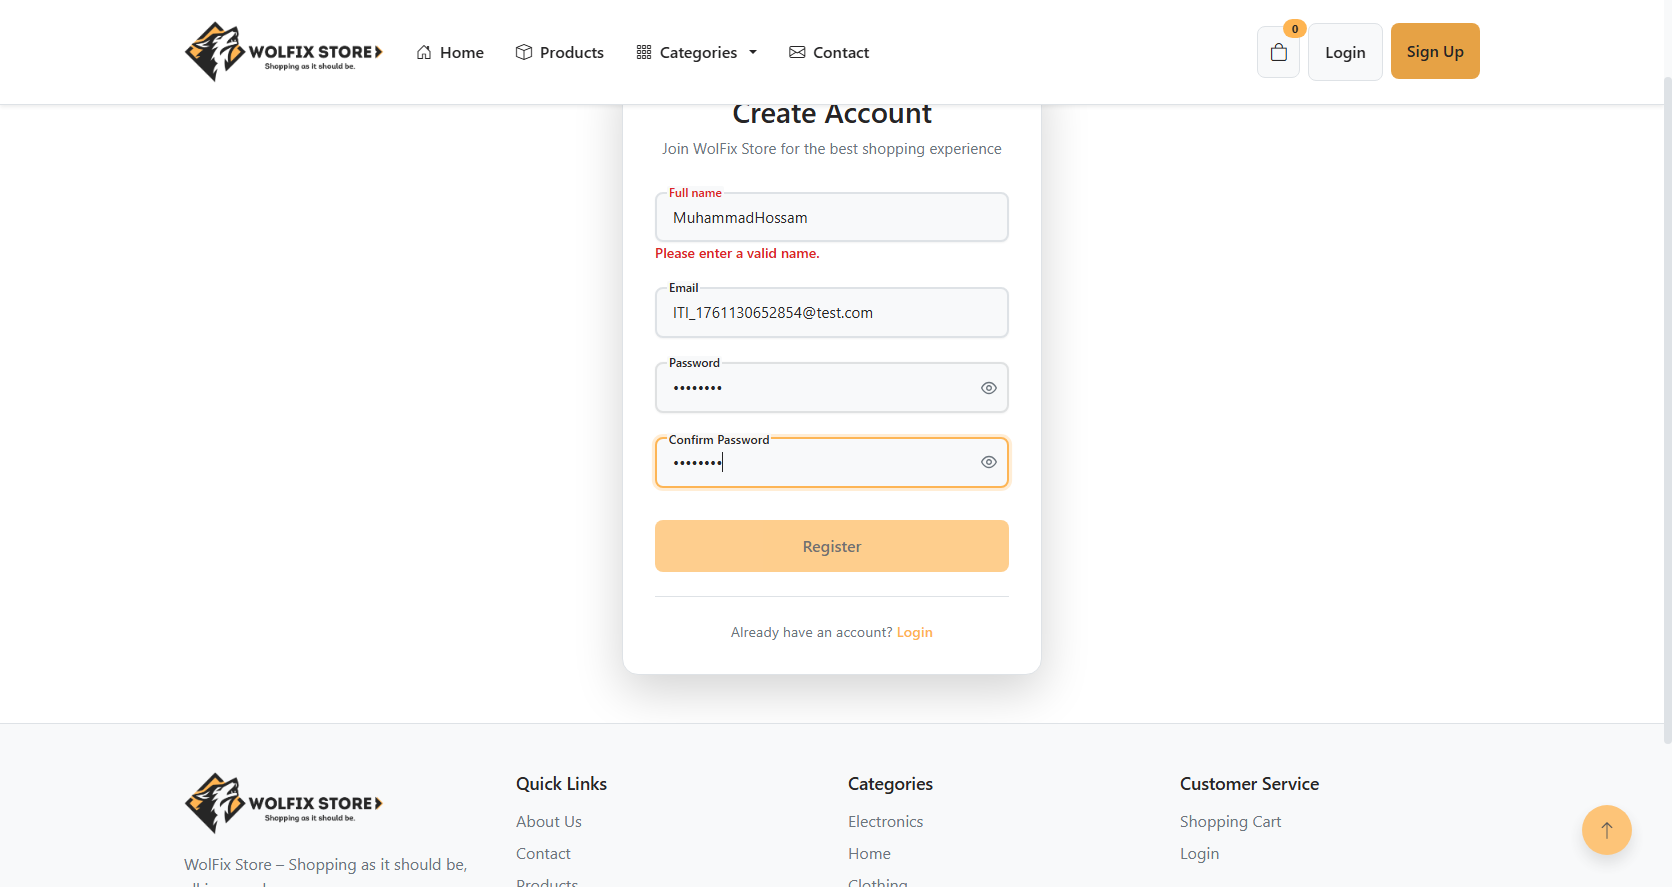 WOLFIX STORE
Shopping as it should be.
Home
Products
Categories
Contact
0
Login
Sign Up
Create Account
Join WolFix Store for the best shopping experience
Full name
MuhammadHossam
Please enter a valid name.
Email
ITI_1761130652854@test.com
Password
••••••••
Confirm Password
••••••••
Register
Already have an account? Login
WOLFIX STORE
Shopping as it should be.
WolFix Store – Shopping as it should be,
Quick Links
About Us
Contact
Products
Categories
Electronics
Home
Clothing
Customer Service
Shopping Cart
Login